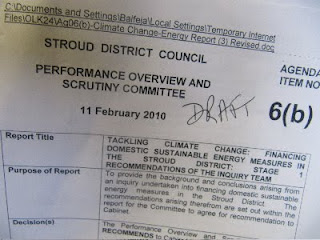 C:\Documents and Settings\Balfeja\Local Settings\Temporary Internet
Files\OLK24\Ag06(b)-Climate Change-Energy Report (3) Revised.doc
STROUD DISTRICT COUNCIL
AGENDA
ITEM NO
PERFORMANCE OVERVIEW AND
SCRUTINY COMMITTEE
11 February 2010
DRAFT
6(b)
Report Title
TACKLING CLIMATE CHANGE: FINANCING
DOMESTIC SUSTAINABLE ENERGY MEASURES IN
THE STROUD DISTRICT: STAGE 1
RECOMMENDATIONS OF THE INQUIRY TEAM
Purpose of Report
To provide the background and conclusions arising from
an inquiry undertaken into financing domestic sustainable
energy measures in the Stroud District. The
recommendations arising therefrom are set out within the
report for the Committee to agree for recommendation to
Cabinet.
Decision(s)
The Performance Overview and
RECOMMENDS to